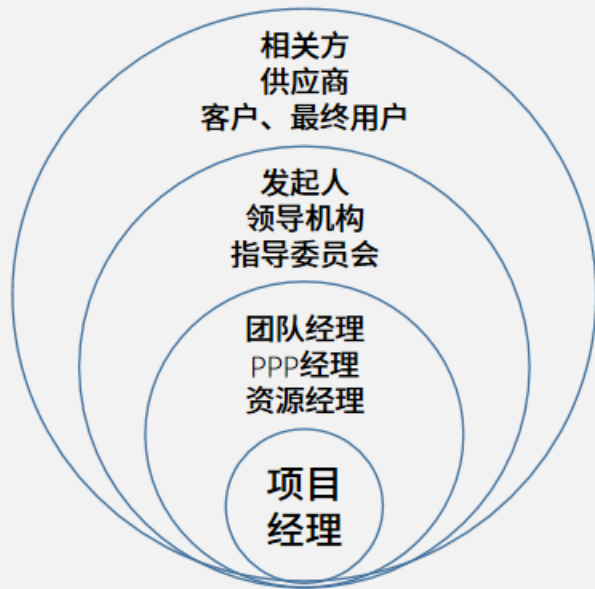 相关方
供应商
客户、最终用户
发起人
领导机构
指导委员会
团队经理
PPP经理
资源经理
项目
经理